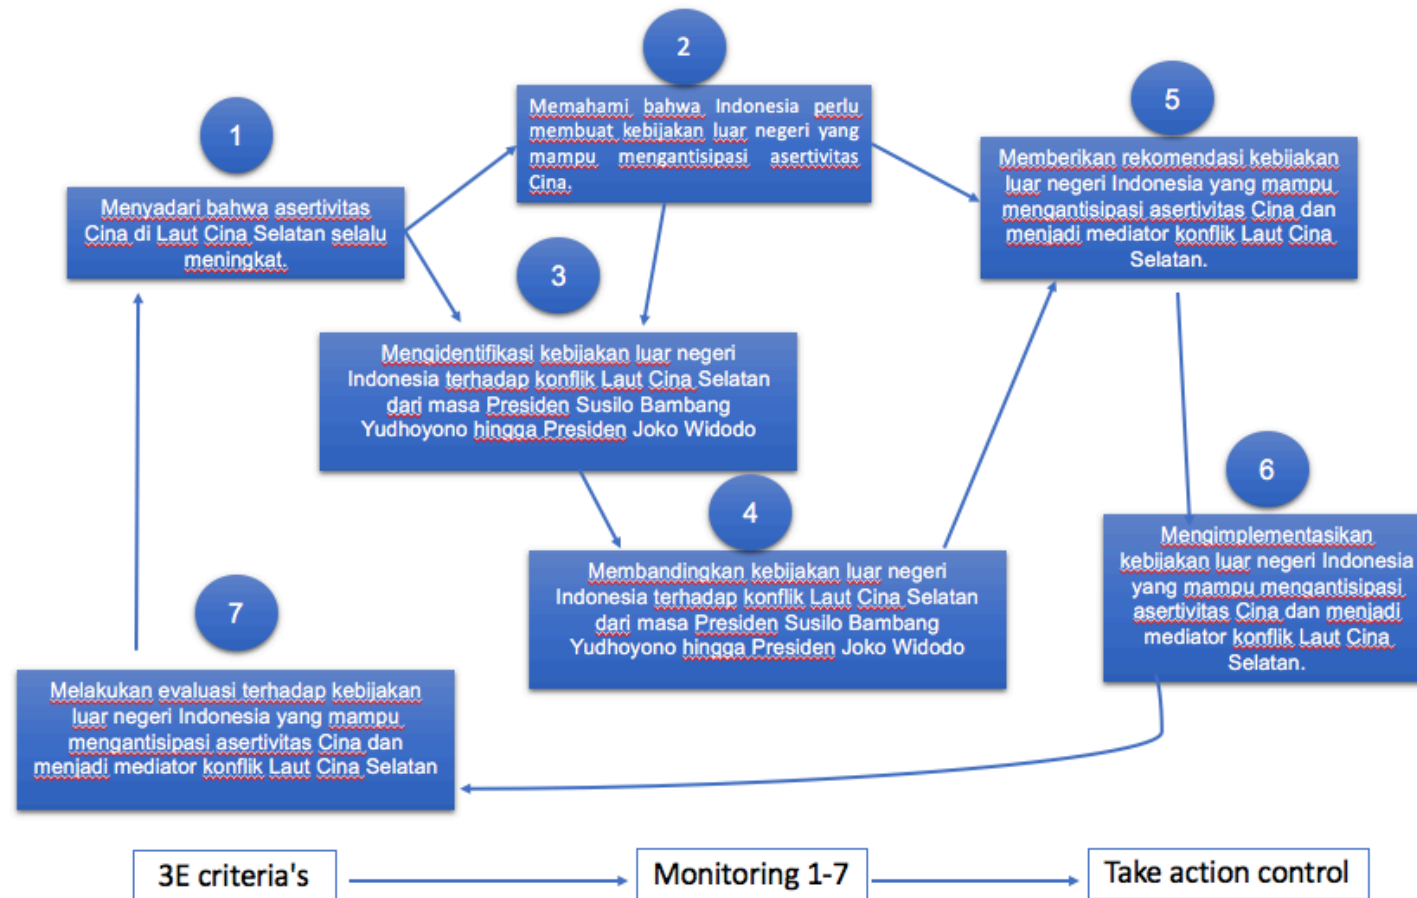 1
Menyadari bahwa asertivitas
Cina di Laut Cina Selatan selalu
meningkat.
2
Memahami bahwa Indonesia perlu
membuat kebijakan luar negeri yang
mampu mengantisipasi asertivitas
Cina.
3
Mengidentifikasi kebijakan luar negeri
Indonesia terhadap konflik Laut Cina Selatan
dari masa Presiden Susilo Bambang
Yudhoyono hingga Presiden Joko Widodo
4
Membandingkan kebijakan luar negeri
Indonesia terhadap konflik Laut Cina Selatan
dari masa Presiden Susilo Bambang
Yudhoyono hingga Presiden Joko Widodo
5
Memberikan rekomendasi kebijakan
luar negeri Indonesia yang mampu
mengantisipasi asertivitas Cina dan
menjadi mediator konflik Laut Cina
Selatan.
6
Mengimplementasikan
kebijakan luar negeri Indonesia
yang mampu mengantisipasi
asertivitas Cina dan menjadi
mediator konflik Laut Cina
Selatan.
7
Melakukan evaluasi terhadap kebijakan
luar negeri Indonesia yang mampu
mengantisipasi asertivitas Cina dan
menjadi mediator konflik Laut Cina Selatan
3E criteria's
Monitoring 1-7
Take action control